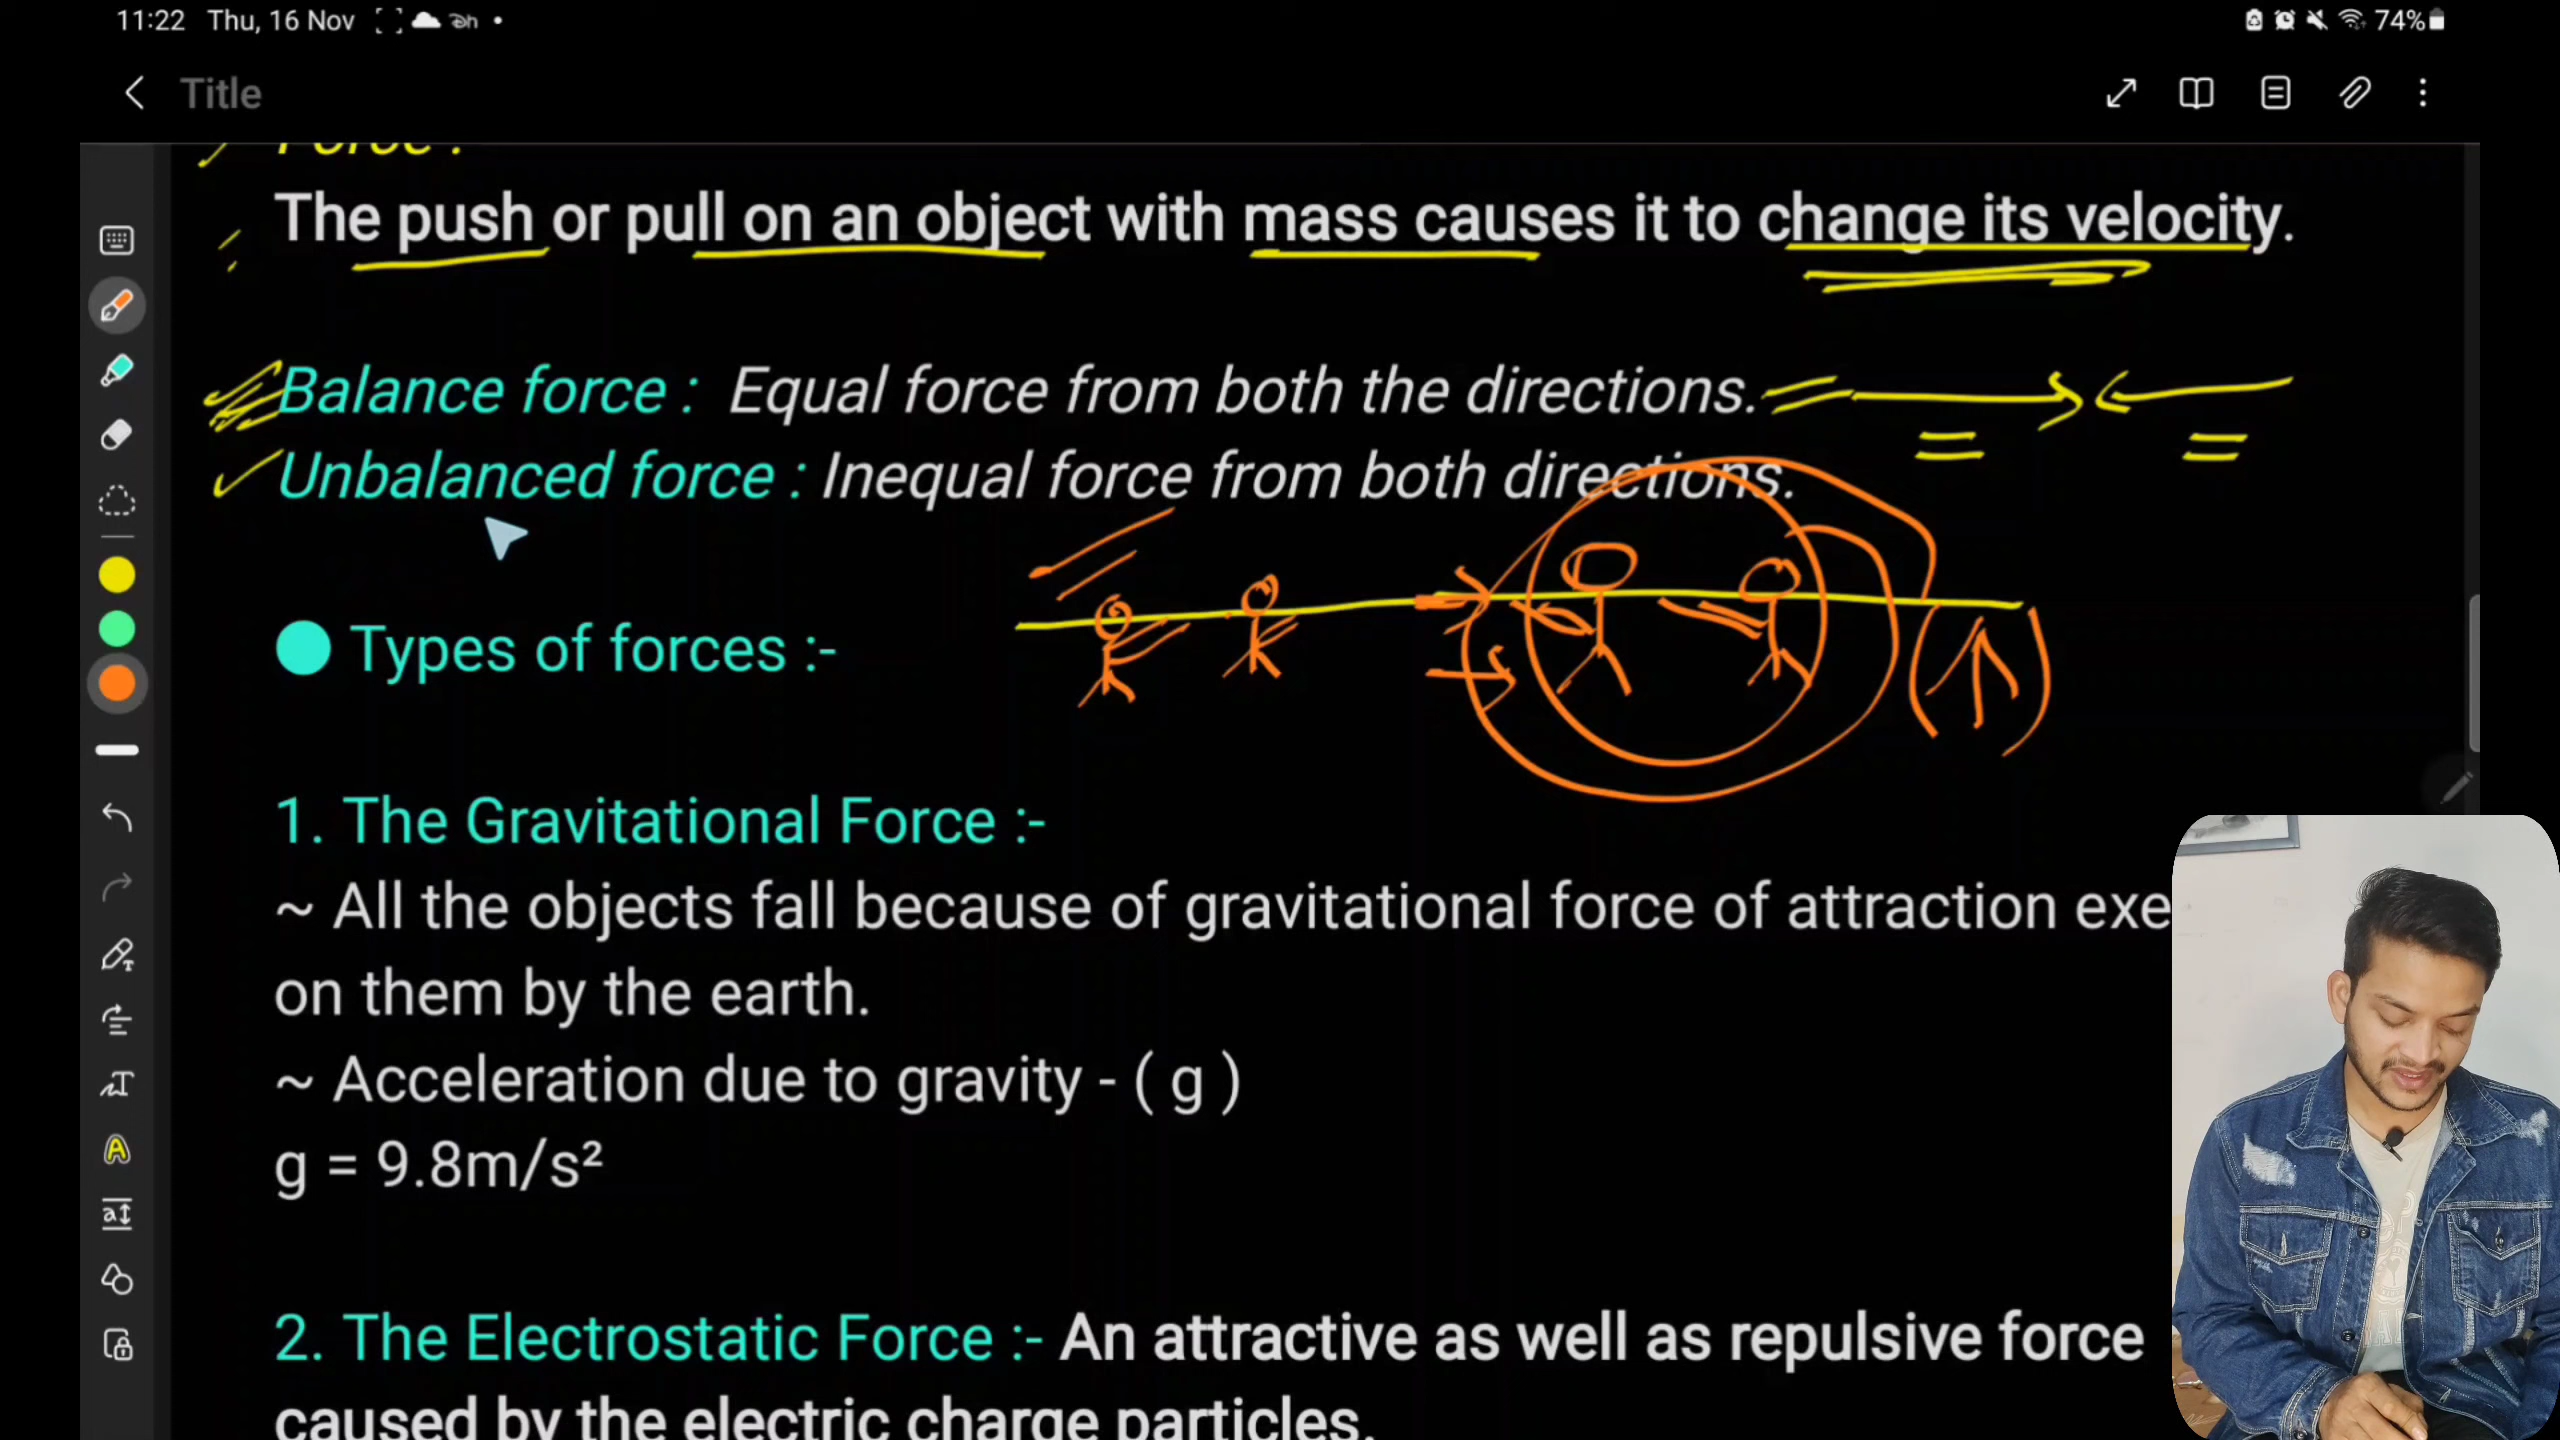 11:22 Thu, 16 Nov
74%
Title
Force :
The push or pull on an object with mass causes it to change its velocity.
Balance force : Equal force from both the directions.
Unbalanced force : Inequal force from both directions.
Types of forces :-
1. The Gravitational Force :-
~ All the objects fall because of gravitational force of attraction exe
on them by the earth.
~ Acceleration due to gravity - ( g )
g = 9.8m/s²
2. The Electrostatic Force :- An attractive as well as repulsive force
caused by the electric charge particles.